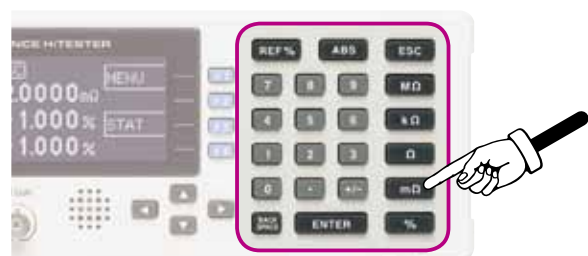 NCE HiTESTER
REF% ABS ESC
MENU
7 8 9 MΩ
.0000mΩ
4 5 6 kΩ
1.000 % STAT
1 2 3 Ω
1.000 %
0 . +/- mΩ
BACK SPACE ENTER %